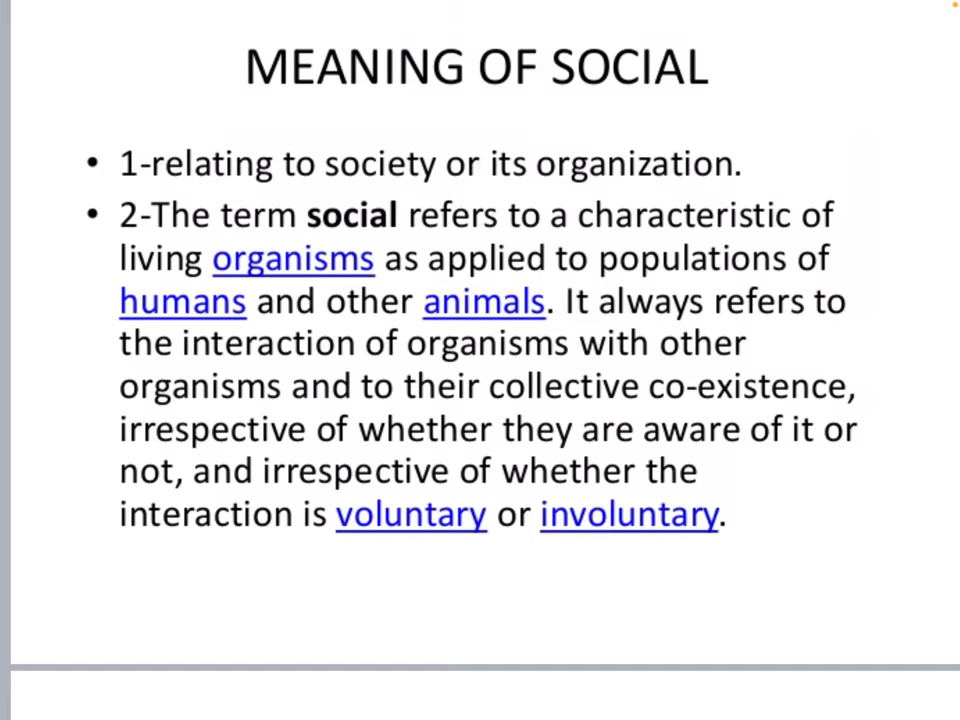 MEANING OF SOCIAL
• 1-relating to society or its organization.
• 2-The term social refers to a characteristic of
living organisms as applied to populations of
humans and other animals. It always refers to
the interaction of organisms with other
organisms and to their collective co-existence,
irrespective of whether they are aware of it or
not, and irrespective of whether the
interaction is voluntary or involuntary.